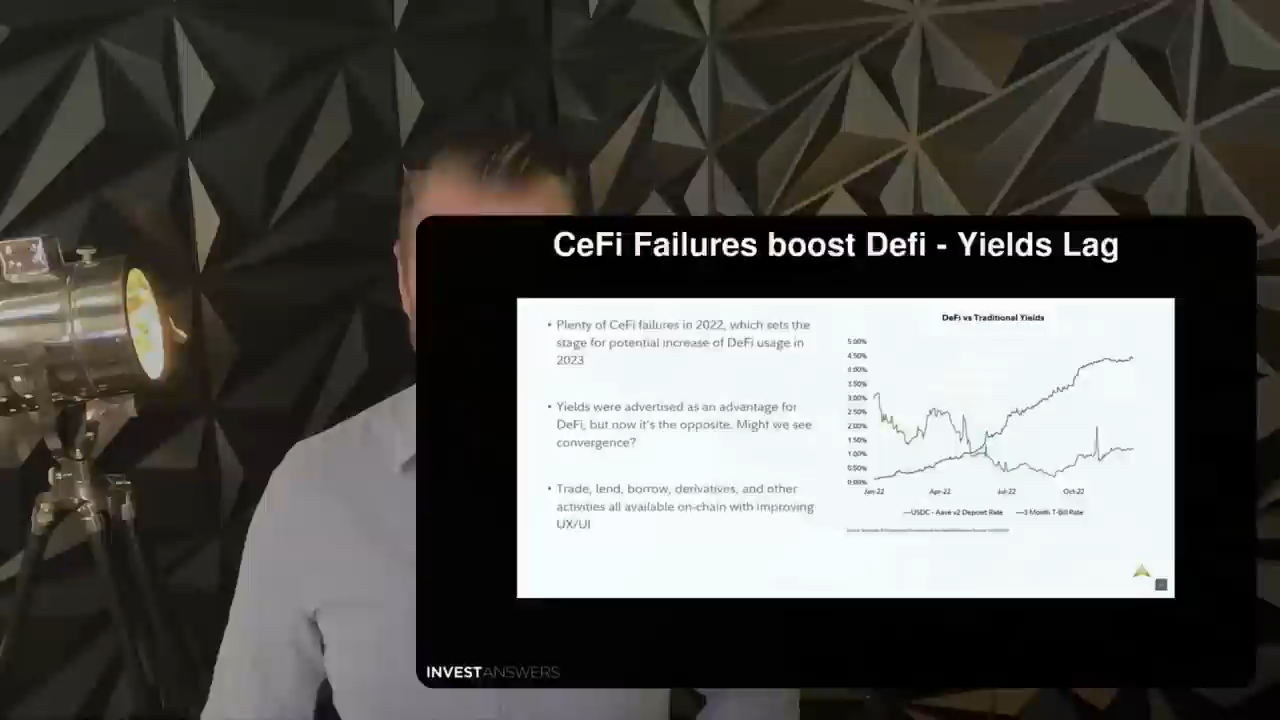 CeFi Failures boost Defi - Yields Lag
• Plenty of CeFi failures in 2022, which sets the
stage for potential increase of DeFi usage in
2023
• Yields were advertised as an advantage for
DeFi, but now it's the opposite. Might we see
convergence?
• Trade, lend, borrow, derivatives, and other
activities all available on-chain with improving
UX/UI
DeFi vs Traditional Yields
5.00%
4.50%
4.00%
3.50%
3.00%
2.50%
2.00%
1.50%
1.00%
0.50%
0.00%
Jan-22 Apr-22 Jul-22 Oct-22
USDC - Aave v2 Deposit Rate 3 Month T-Bill Rate
INVESTANSWERS